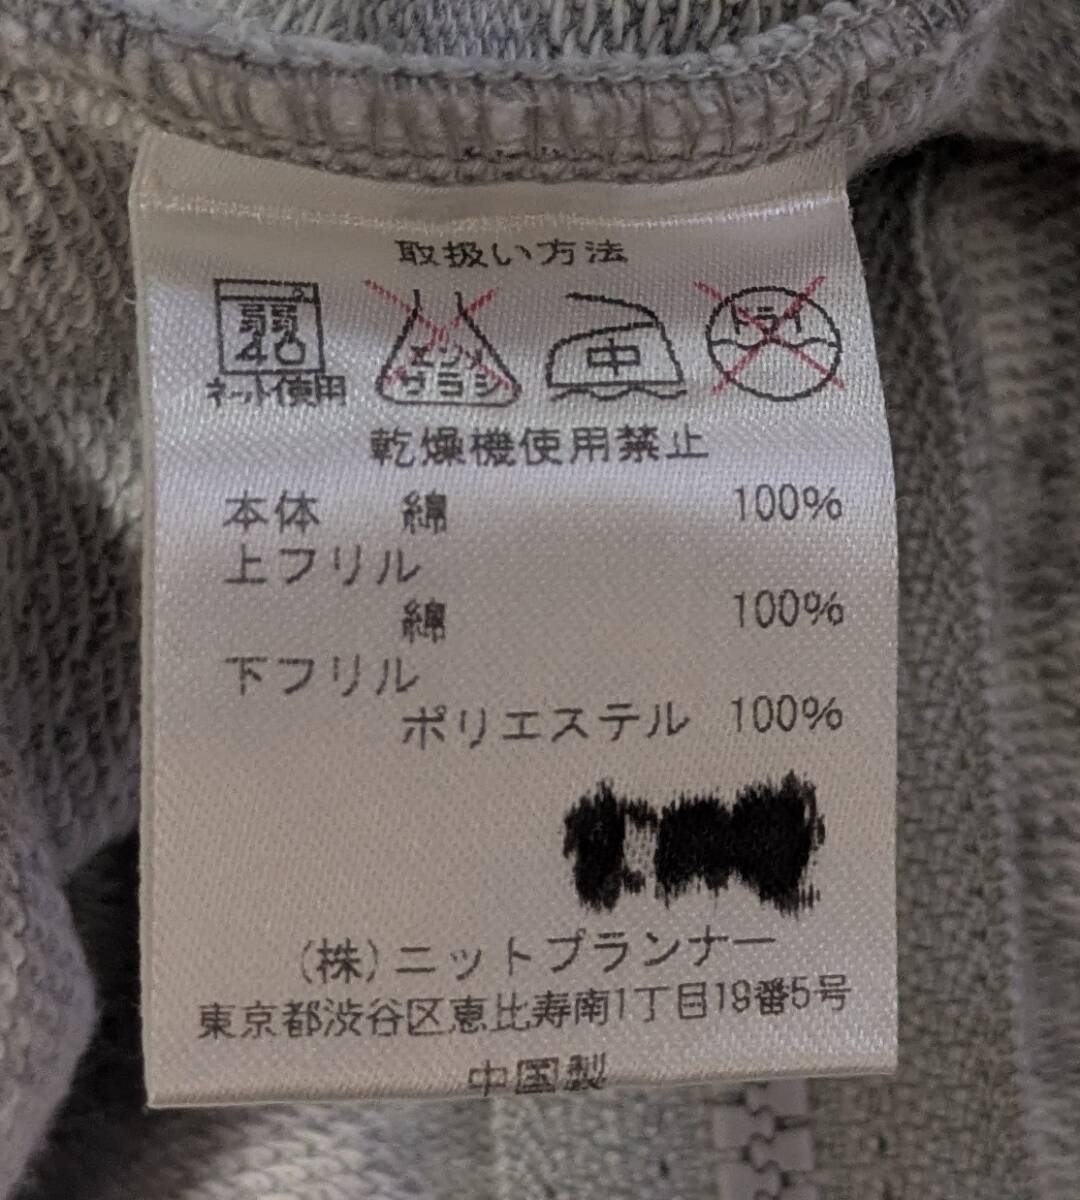 取扱い方法
弱
40
ネット使用
エンソ
サラシ
中
ドライ
乾燥機使用禁止
本体 綿 100%
上フリル
綿 100%
下フリル
ポリエステル 100%
(株)ニットプランナー
東京都渋谷区恵比寿南1丁目19番5号
中国製